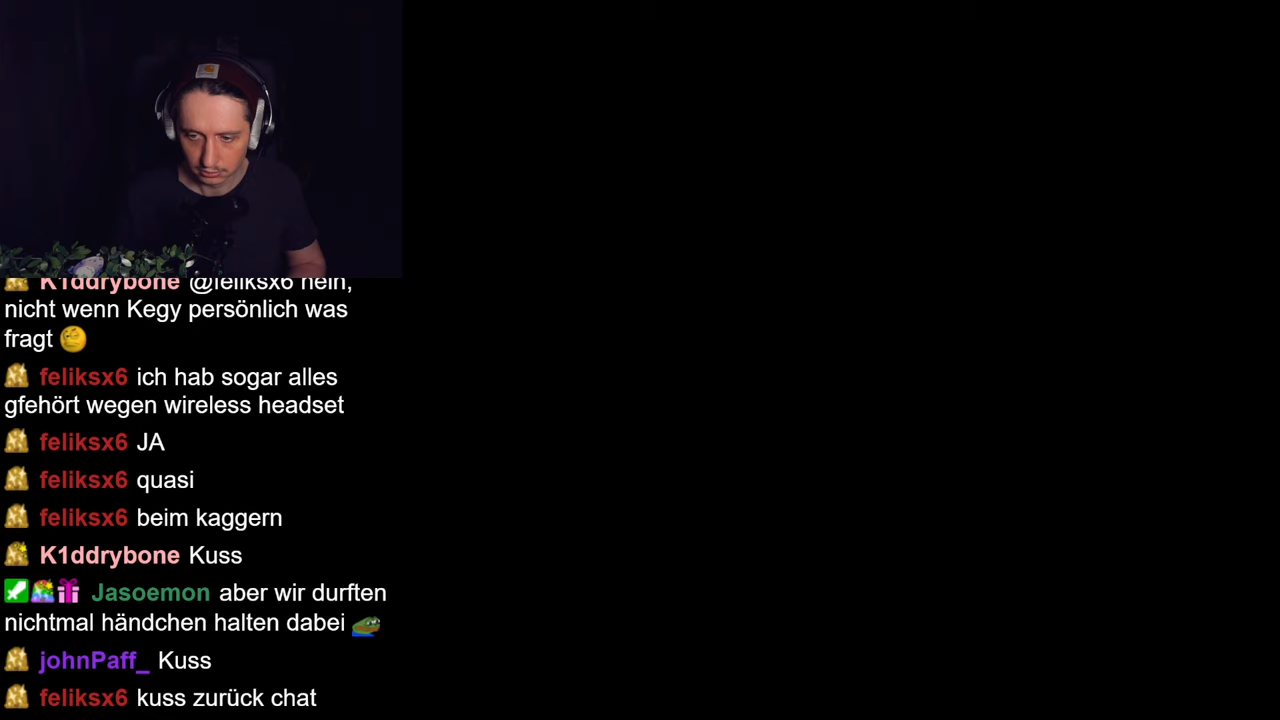 K1ddrybone @feliksx6 nein,
nicht wenn Kegy persönlich was
fragt
feliksx6 ich hab sogar alles
gfehört wegen wireless headset
feliksx6 JA
feliksx6 quasi
feliksx6 beim kaggern
K1ddrybone Kuss
Jasoemon aber wir durften
nichtmal händchen halten dabei
johnPaff_ Kuss
feliksx6 kuss zurück chat